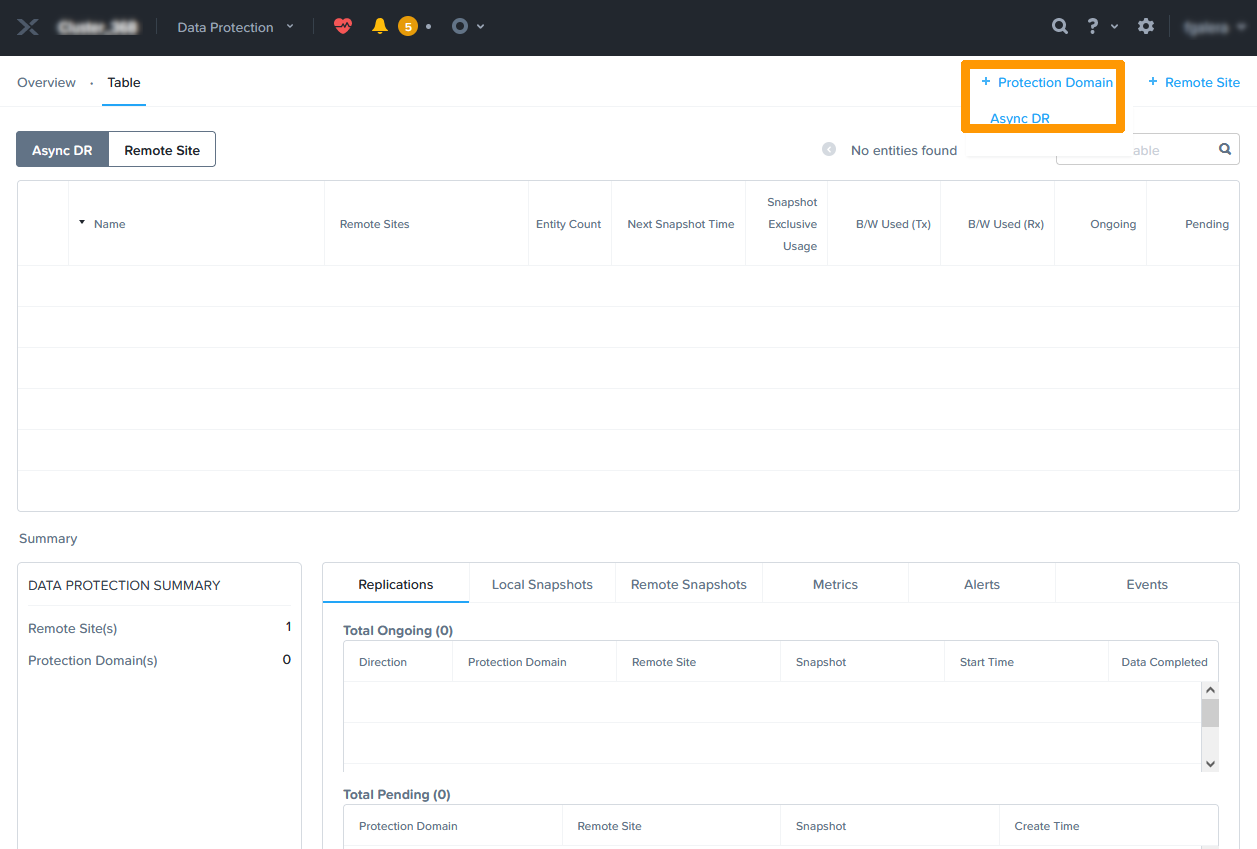 Data Protection 5 ?
Overview · Table + Protection Domain + Remote Site
Async DR
Async DR Remote Site No entities found able
Name Remote Sites Entity Count Next Snapshot Time Snapshot Exclusive Usage B/W Used (Tx) B/W Used (Rx) Ongoing Pending
Summary
DATA PROTECTION SUMMARY
Remote Site(s) 1
Protection Domain(s) 0
Replications Local Snapshots Remote Snapshots Metrics Alerts Events
Total Ongoing (0)
Direction Protection Domain Remote Site Snapshot Start Time Data Completed
Total Pending (0)
Protection Domain Remote Site Snapshot Create Time